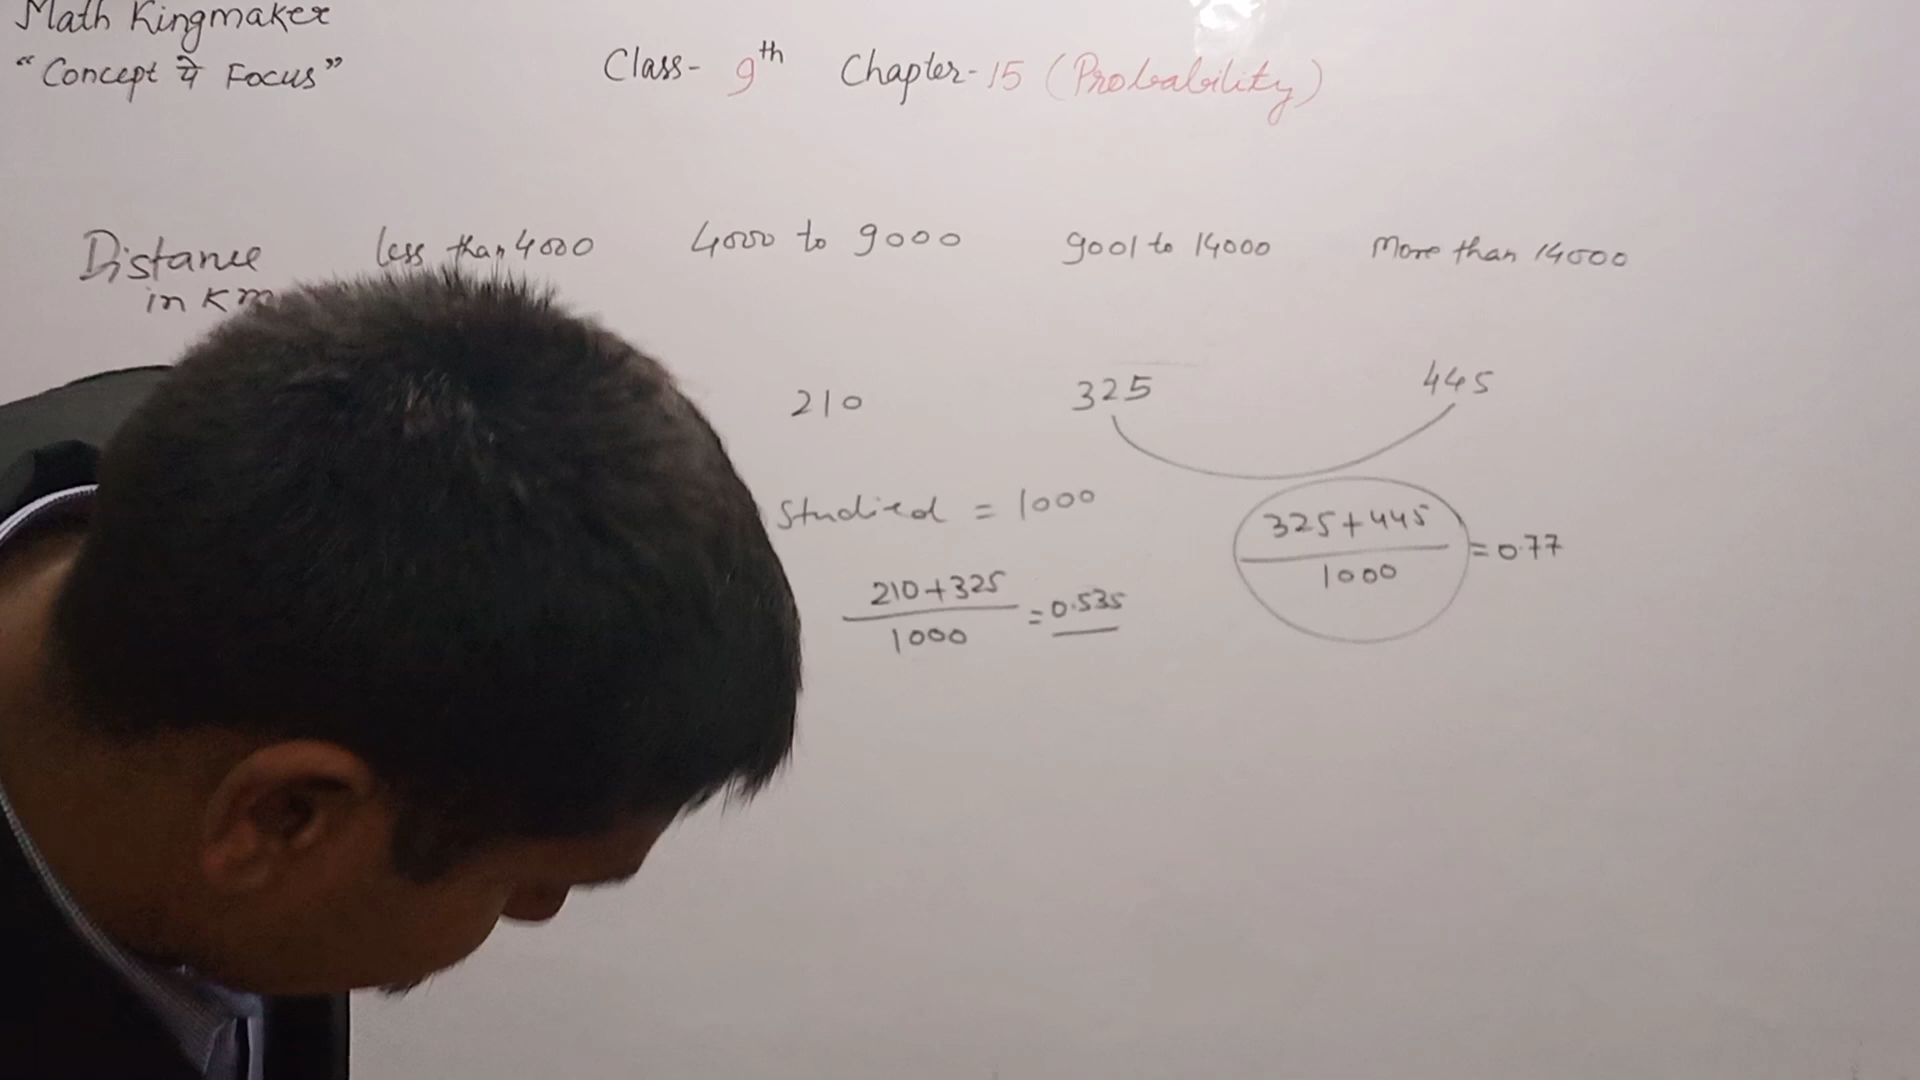 Math Kingmaker
"Concept पे Focus"
Class- 9th Chapter-15 (Probability)
Distance less than 4000 4000 to 9000 9001 to 14000 More than 14000
in Km
210 325 445
Studied = 1000
325+445
1000
=0.77
210+325
1000
=0.535